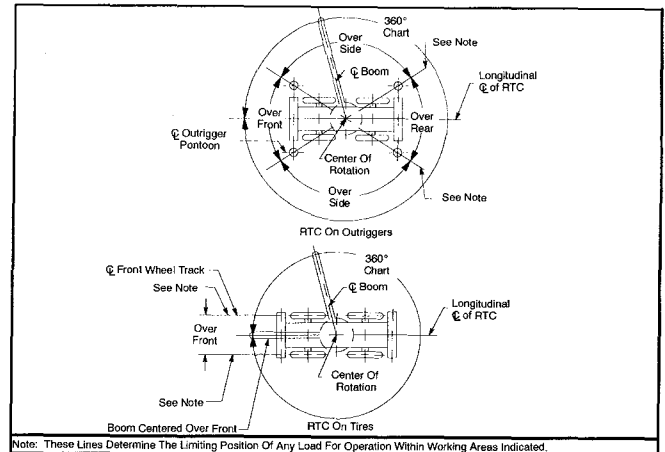 360°
Chart
Over
Side
See Note
℄ Boom
Longitudinal
℄ of RTC
Over
Front
Over
Rear
℄ Outrigger
Pontoon
Center Of
Rotation
Over
Side
See Note
RTC On Outriggers
360°
Chart
℄ Front Wheel Track
See Note
℄ Boom
Longitudinal
℄ of RTC
Over
Front
Center Of
Rotation
See Note
Boom Centered Over Front
RTC On Tires
Note: These Lines Determine The Limiting Position Of Any Load For Operation Within Working Areas Indicated.